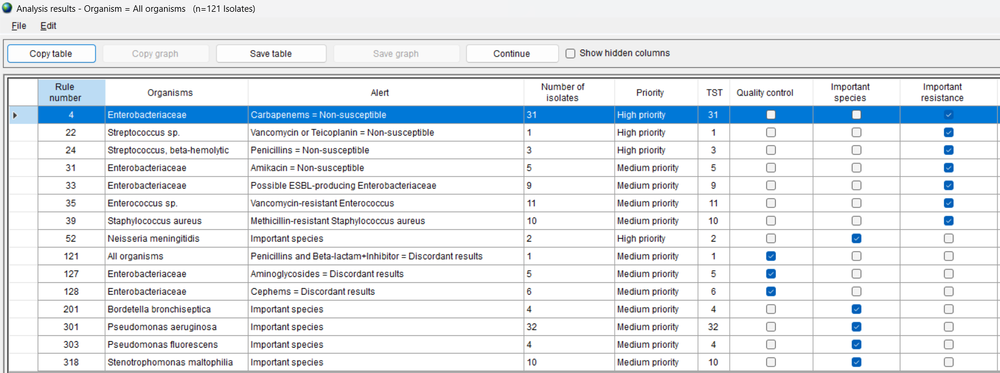 Analysis results - Organism = All organisms (n=121 Isolates)
File Edit
Copy table Copy graph Save table Save graph Continue Show hidden columns
Rule number Organisms Alert Number of isolates Priority TST Quality control Important species Important resistance
4 Enterobacteriaceae Carbapenems = Non-susceptible 31 High priority 31
22 Streptococcus sp. Vancomycin or Teicoplanin = Non-susceptible 1 High priority 1
24 Streptococcus, beta-hemolytic Penicillins = Non-susceptible 3 High priority 3
31 Enterobacteriaceae Amikacin = Non-susceptible 5 Medium priority 5
33 Enterobacteriaceae Possible ESBL-producing Enterobacteriaceae 9 Medium priority 9
35 Enterococcus sp. Vancomycin-resistant Enterococcus 11 Medium priority 11
39 Staphylococcus aureus Methicillin-resistant Staphylococcus aureus 10 Medium priority 10
52 Neisseria meningitidis Important species 2 High priority 2
121 All organisms Penicillins and Beta-lactam+Inhibitor = Discordant results 1 Medium priority 1
127 Enterobacteriaceae Aminoglycosides = Discordant results 5 Medium priority 5
128 Enterobacteriaceae Cephems = Discordant results 6 Medium priority 6
201 Bordetella bronchiseptica Important species 4 Medium priority 4
301 Pseudomonas aeruginosa Important species 32 Medium priority 32
303 Pseudomonas fluorescens Important species 4 Medium priority 4
318 Stenotrophomonas maltophilia Important species 10 Medium priority 10